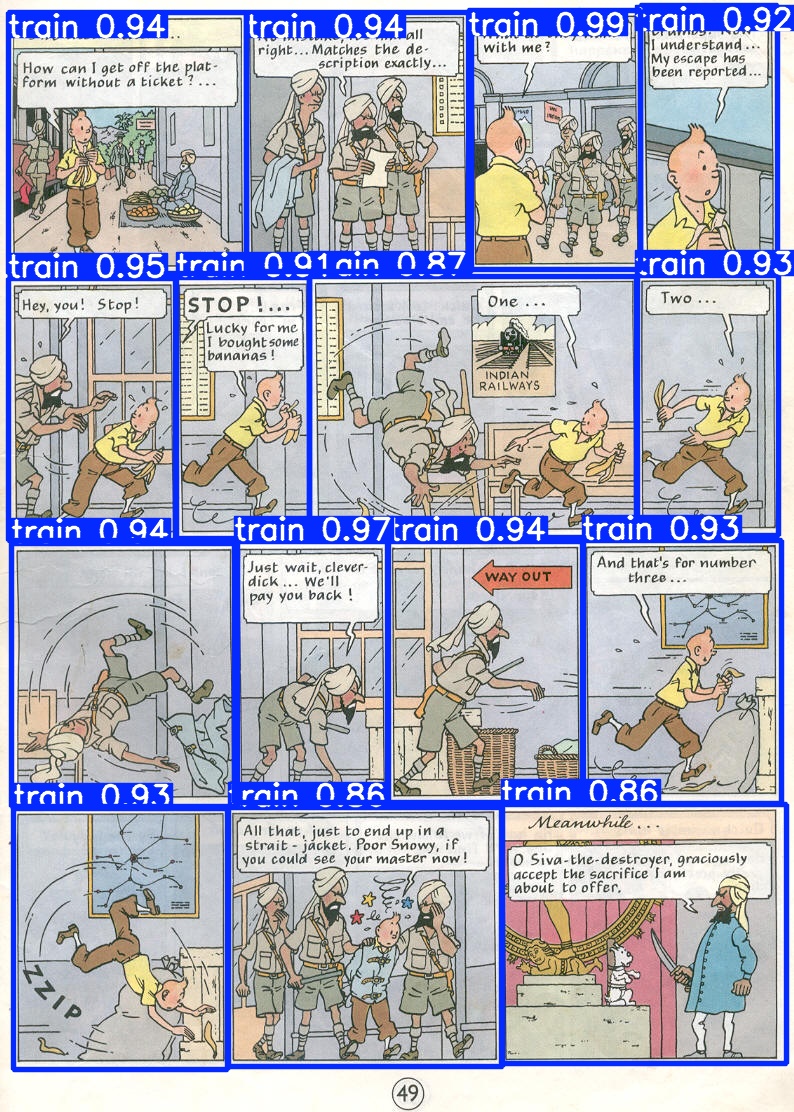 train 0.94
train 0.94
train 0.99
train 0.92
How can I get off the plat-
form without a ticket?...
all
right... Matches the de-
scription exactly...
with me?
I understand...
My escape has
been reported...
train 0.95
train 0.91
ain 0.87
train 0.93
Hey, you! Stop!
STOP!...
Lucky for me
I bought some
bananas!
One ...
INDIAN
RAILWAYS
Two ...
train 0.94
train 0.97
train 0.94
train 0.93
Just wait, clever-
dick ... We'll
pay you back!
WAY OUT
And that's for number
three...
train 0.93
train 0.86
train 0.86
ZZIP
All that, just to end up in a
strait-jacket. Poor Snowy, if
you could see your master now!
Meanwhile...
O Siva-the-destroyer, graciously
accept the sacrifice I am
about to offer.
49